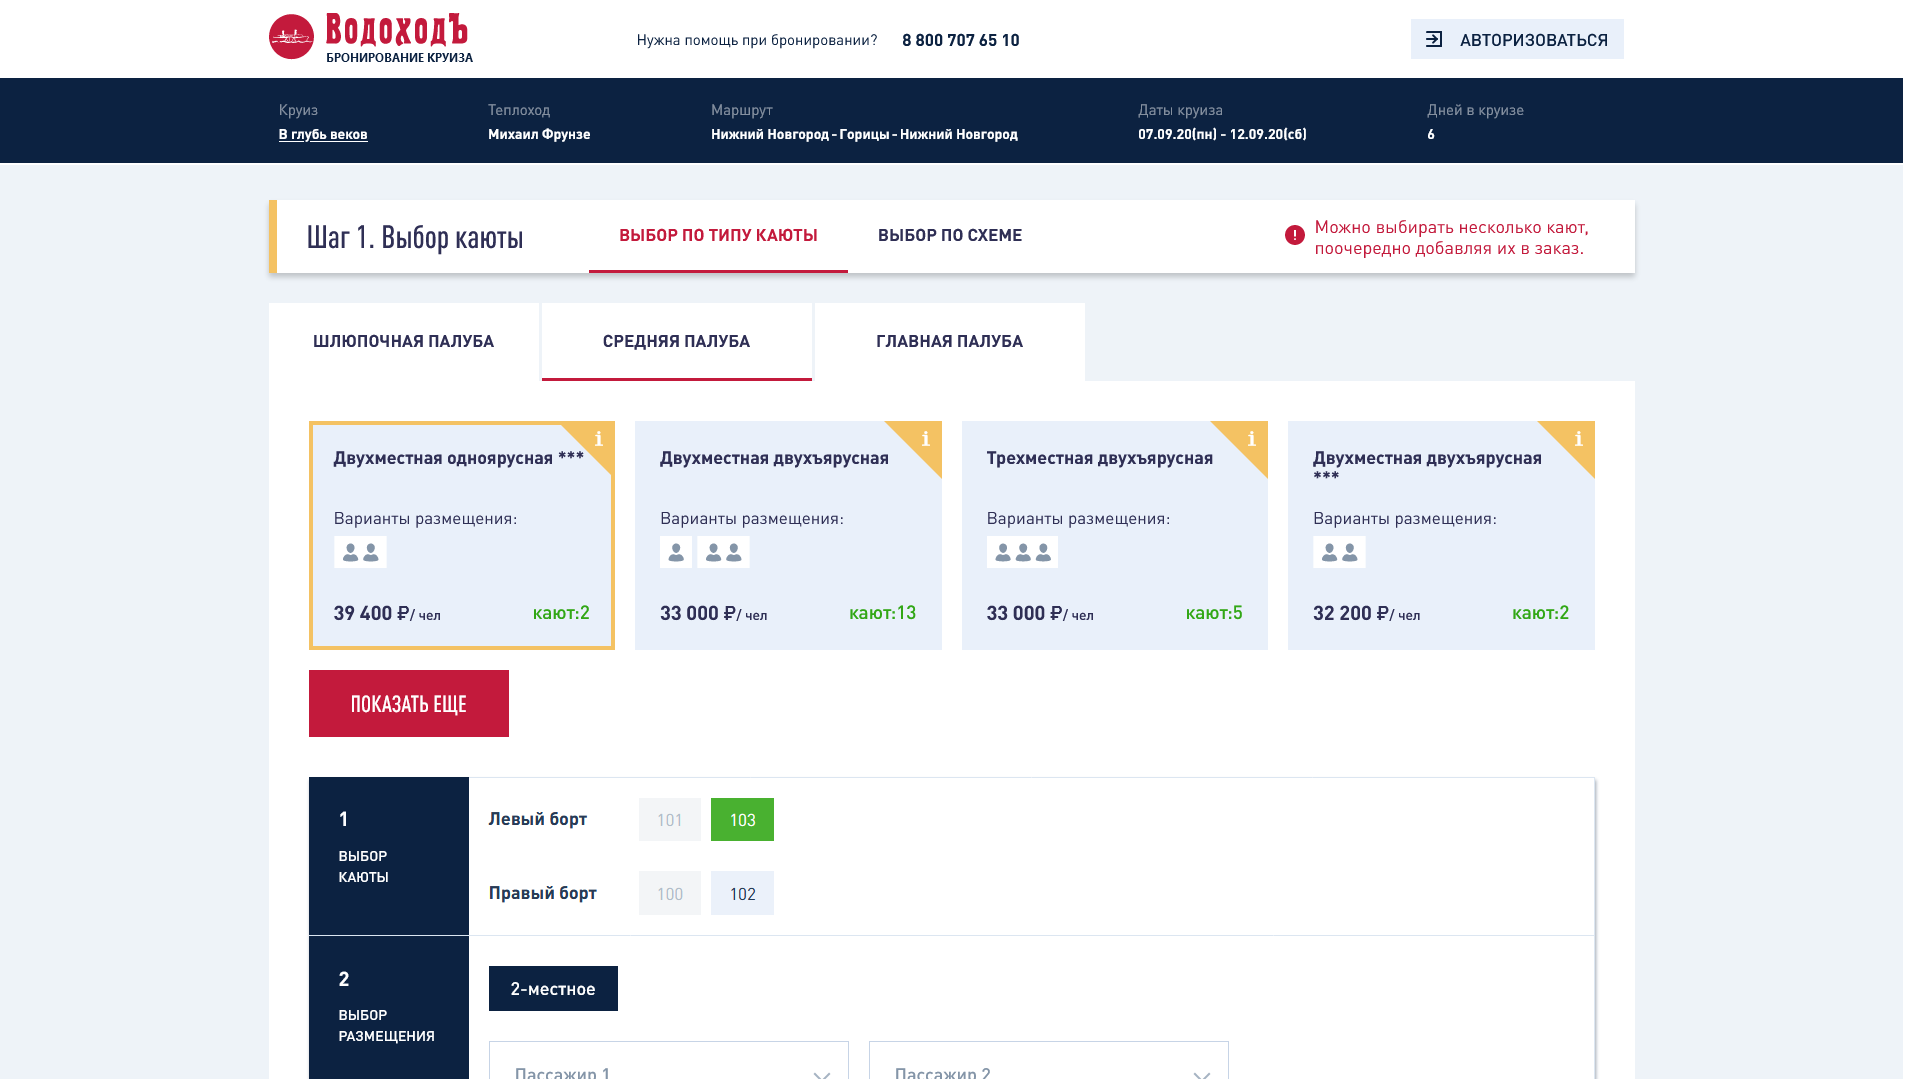 ВодоходЪ
БРОНИРОВАНИЕ КРУИЗА
Нужна помощь при бронировании? 8 800 707 65 10
АВТОРИЗОВАТЬСЯ
Круиз Теплоход Маршрут Даты круиза Дней в круизе
В глубь веков Михаил Фрунзе Нижний Новгород - Горицы - Нижний Новгород 07.09.20(пн) - 12.09.20(сб) 6
Шаг 1. Выбор каюты
ВЫБОР ПО ТИПУ КАЮТЫ
ВЫБОР ПО СХЕМЕ
Можно выбирать несколько кают,
поочередно добавляя их в заказ.
ШЛЮПОЧНАЯ ПАЛУБА СРЕДНЯЯ ПАЛУБА ГЛАВНАЯ ПАЛУБА
Двухместная одноярусная ***
Варианты размещения:
39 400 ₽/ чел кают:2
Двухместная двухъярусная
Варианты размещения:
33 000 ₽/ чел кают:13
Трехместная двухъярусная
Варианты размещения:
33 000 ₽/ чел кают:5
Двухместная двухъярусная
***
Варианты размещения:
32 200 ₽/ чел кают:2
ПОКАЗАТЬ ЕЩЕ
1
ВЫБОР
КАЮТЫ
Левый борт 101 103
Правый борт 100 102
2
ВЫБОР
РАЗМЕЩЕНИЯ
2-местное
Пассажир 1 Пассажир 2